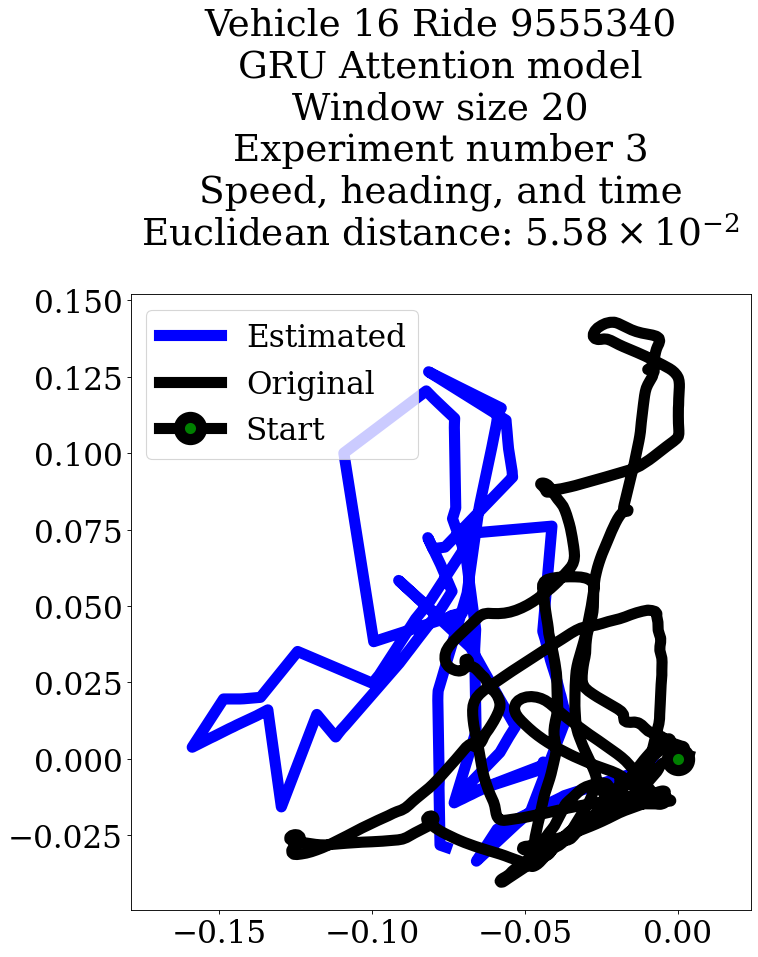 Vehicle 16 Ride 9555340
GRU Attention model
Window size 20
Experiment number 3
Speed, heading, and time
Euclidean distance: 5.58 × 10⁻²
0.150
0.125
0.100
0.075
0.050
0.025
0.000
−0.025
Estimated
Original
Start
−0.15 −0.10 −0.05 0.00